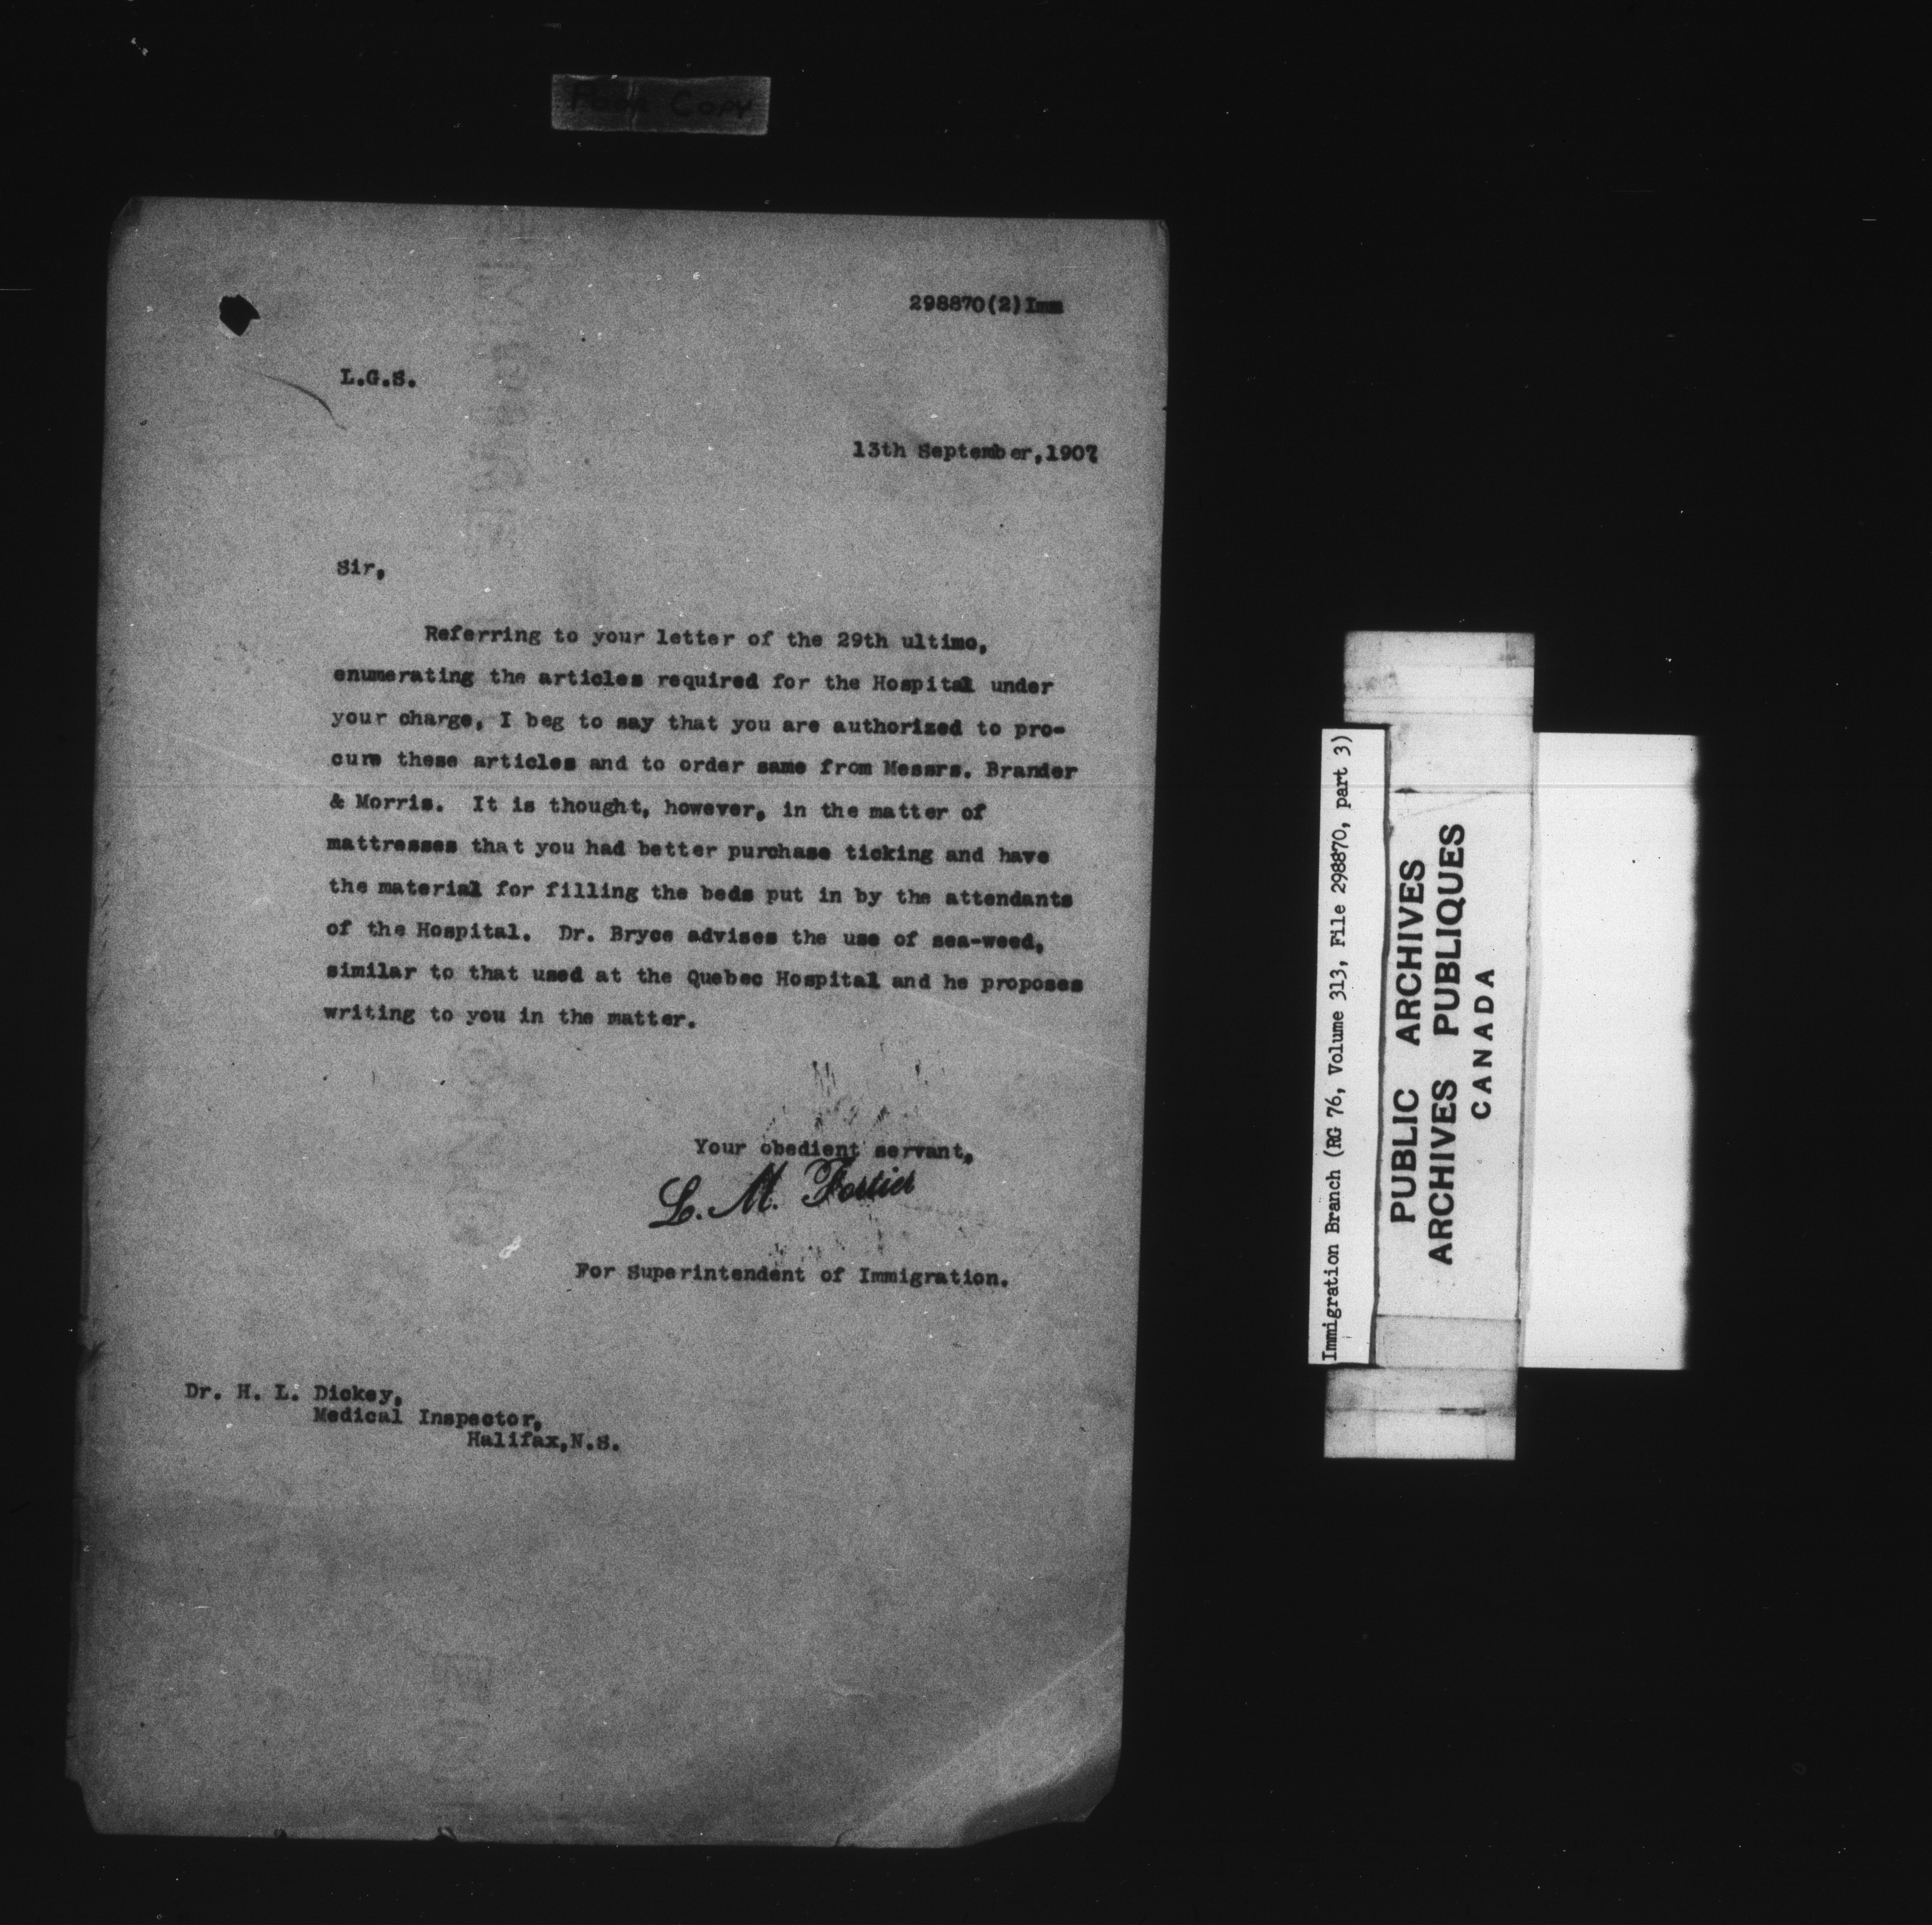 Poor Copy
298870(2)Imm
L.G.S.
13th September,1907
Sir,
Referring to your letter of the 29th ultimo,
enumerating the articles required for the Hospital under
your charge, I beg to say that you are authorized to pro-
cure these articles and to order same from Messrs. Brander
& Morris. It is thought, however, in the matter of
mattresses that you had better purchase ticking and have
the material for filling the beds put in by the attendants
of the Hospital. Dr. Bryce advises the use of sea-weed,
similar to that used at the Quebec Hospital and he proposes
writing to you in the matter.
Your obedient servant,
L. M. Fortier
For Superintendent of Immigration.
Dr. H. L. Dickey,
Medical Inspector,
Halifax,N.S.
Immigration Branch (RG 76, Volume 313, File 298870, part 3)
PUBLIC ARCHIVES
ARCHIVES PUBLIQUES
CANADA